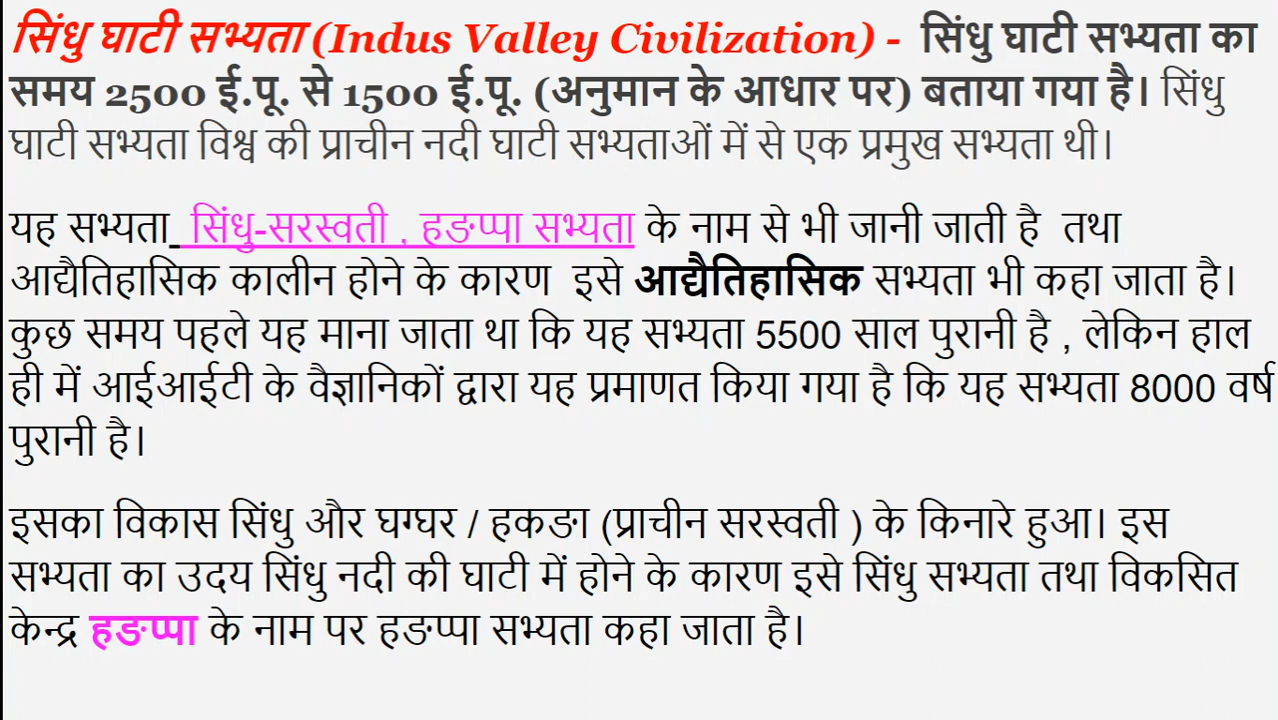 सिंधु घाटी सभ्यता (Indus Valley Civilization) - सिंधु घाटी सभ्यता का
समय 2500 ई.पू. से 1500 ई.पू. (अनुमान के आधार पर) बताया गया है। सिंधु
घाटी सभ्यता विश्व की प्राचीन नदी घाटी सभ्यताओं में से एक प्रमुख सभ्यता थी।
यह सभ्यता सिंधु-सरस्वती , हङप्पा सभ्यता के नाम से भी जानी जाती है तथा
आद्यैतिहासिक कालीन होने के कारण इसे आद्यैतिहासिक सभ्यता भी कहा जाता है।
कुछ समय पहले यह माना जाता था कि यह सभ्यता 5500 साल पुरानी है , लेकिन हाल
ही में आईआईटी के वैज्ञानिकों द्वारा यह प्रमाणत किया गया है कि यह सभ्यता 8000 वर्ष
पुरानी है।
इसका विकास सिंधु और घग्घर / हकङा (प्राचीन सरस्वती ) के किनारे हुआ। इस
सभ्यता का उदय सिंधु नदी की घाटी में होने के कारण इसे सिंधु सभ्यता तथा विकसित
केन्द्र हङप्पा के नाम पर हङप्पा सभ्यता कहा जाता है।